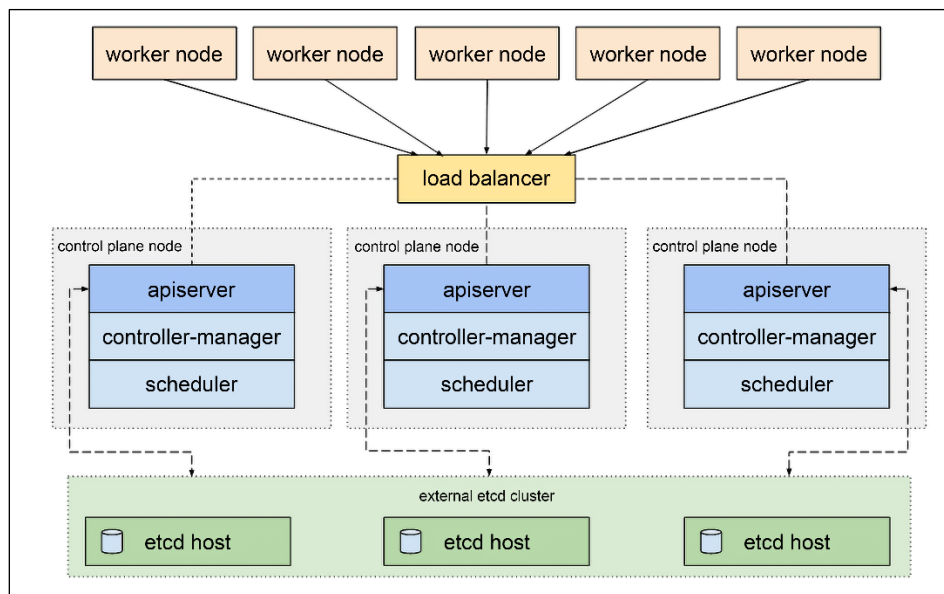 worker node
worker node
worker node
worker node
worker node
load balancer
control plane node
control plane node
control plane node
apiserver
apiserver
apiserver
controller-manager
controller-manager
controller-manager
scheduler
scheduler
scheduler
external etcd cluster
etcd host
etcd host
etcd host